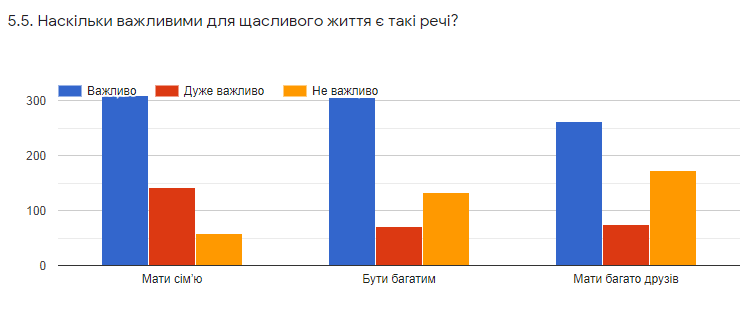 5.5. Наскільки важливими для щасливого життя є такі речі?
Важливо Дуже важливо Не важливо
300
200
100
0
Мати сім'ю Бути багатим Мати багато друзів